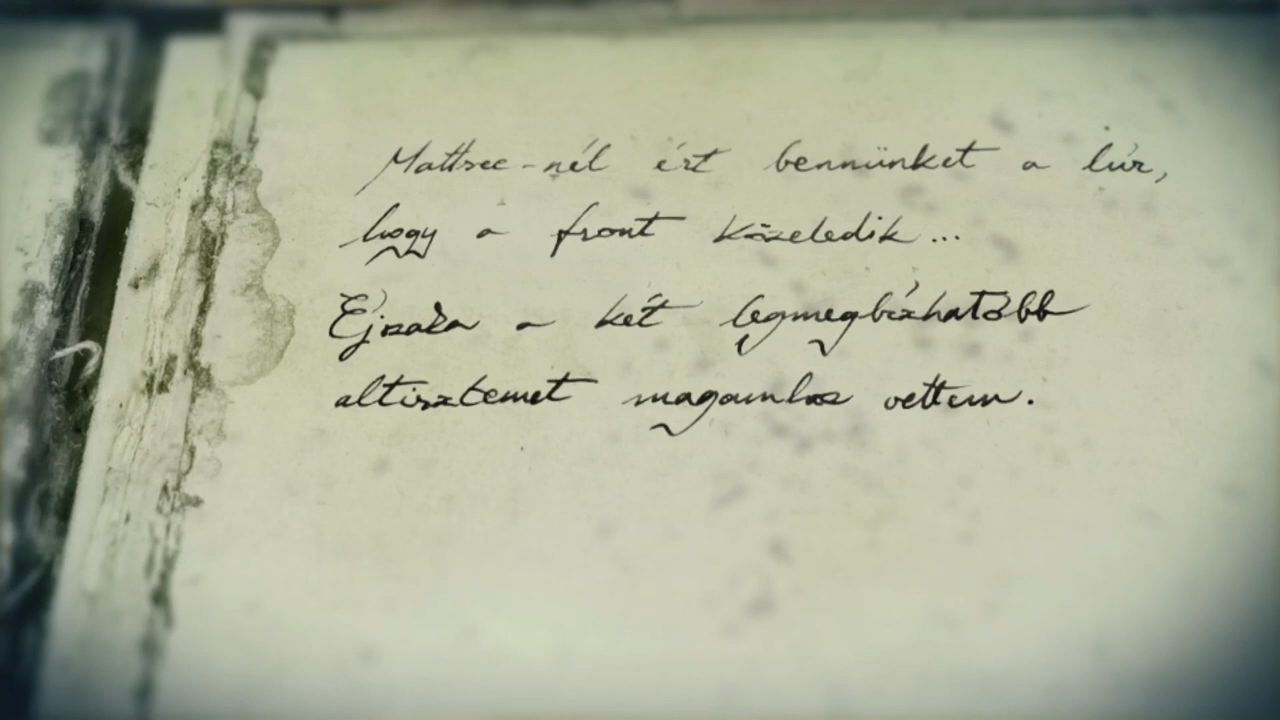 Mattsee-nél ért bennünket a hír,
hogy a front közeledik...
Éjszaka a két legmegbízhatóbb
altisztemet magamhoz vettem.